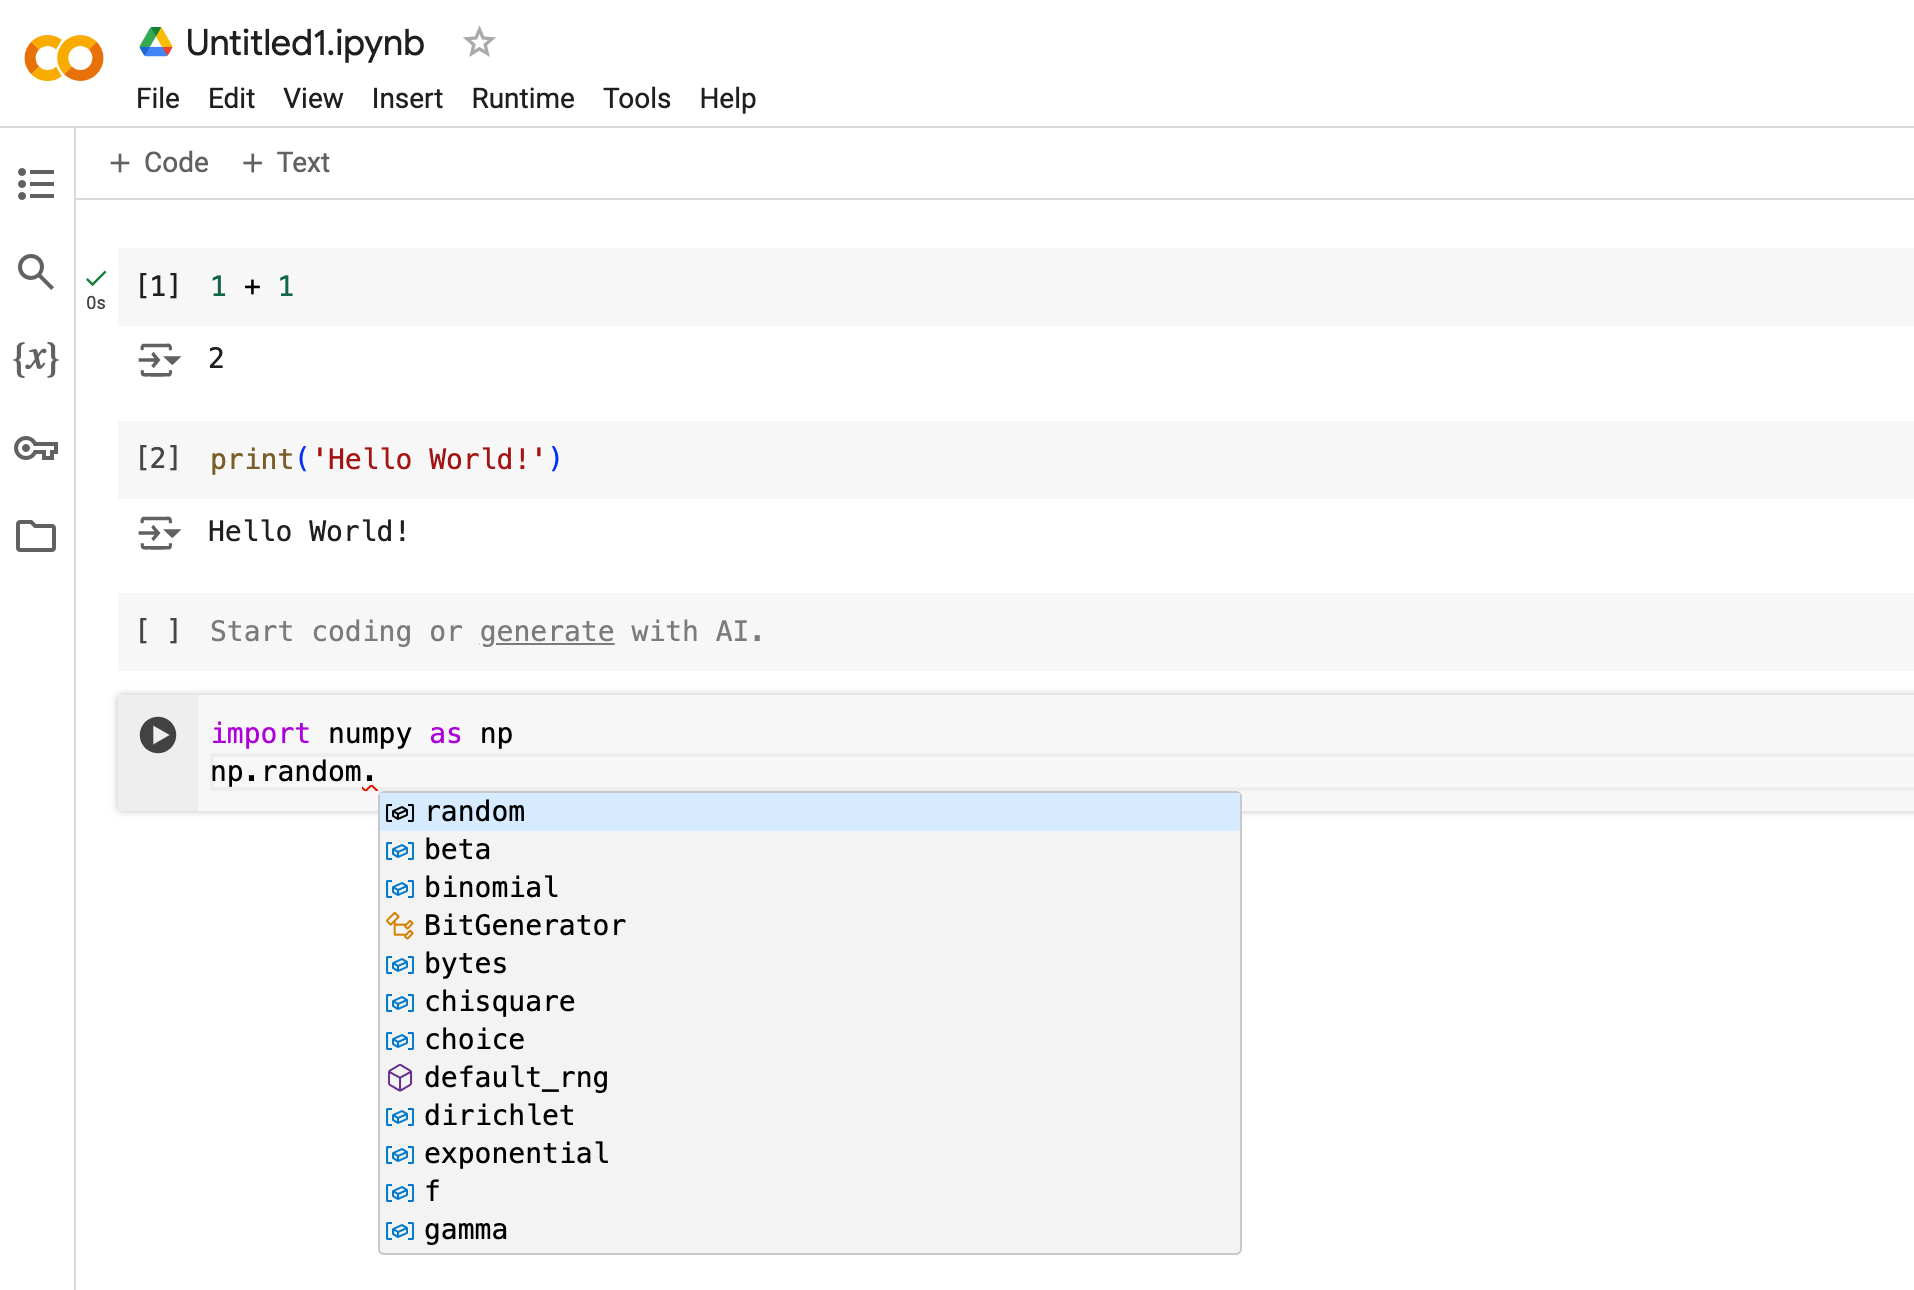 Untitled1.ipynb
File Edit View Insert Runtime Tools Help
+ Code + Text
[1] 1 + 1
0s
2
{x}
[2] print('Hello World!')
Hello World!
[ ] Start coding or generate with AI.
import numpy as np
np.random.
random
beta
binomial
BitGenerator
bytes
chisquare
choice
default_rng
dirichlet
exponential
f
gamma